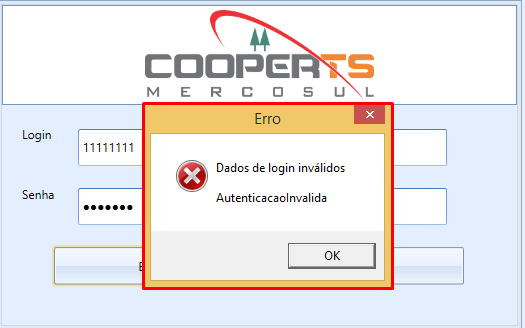 COOPERTS
MERCOSUL
Erro
Login
11111111
Dados de login inválidos
Senha
•••••••
AutenticacaoInvalida
OK